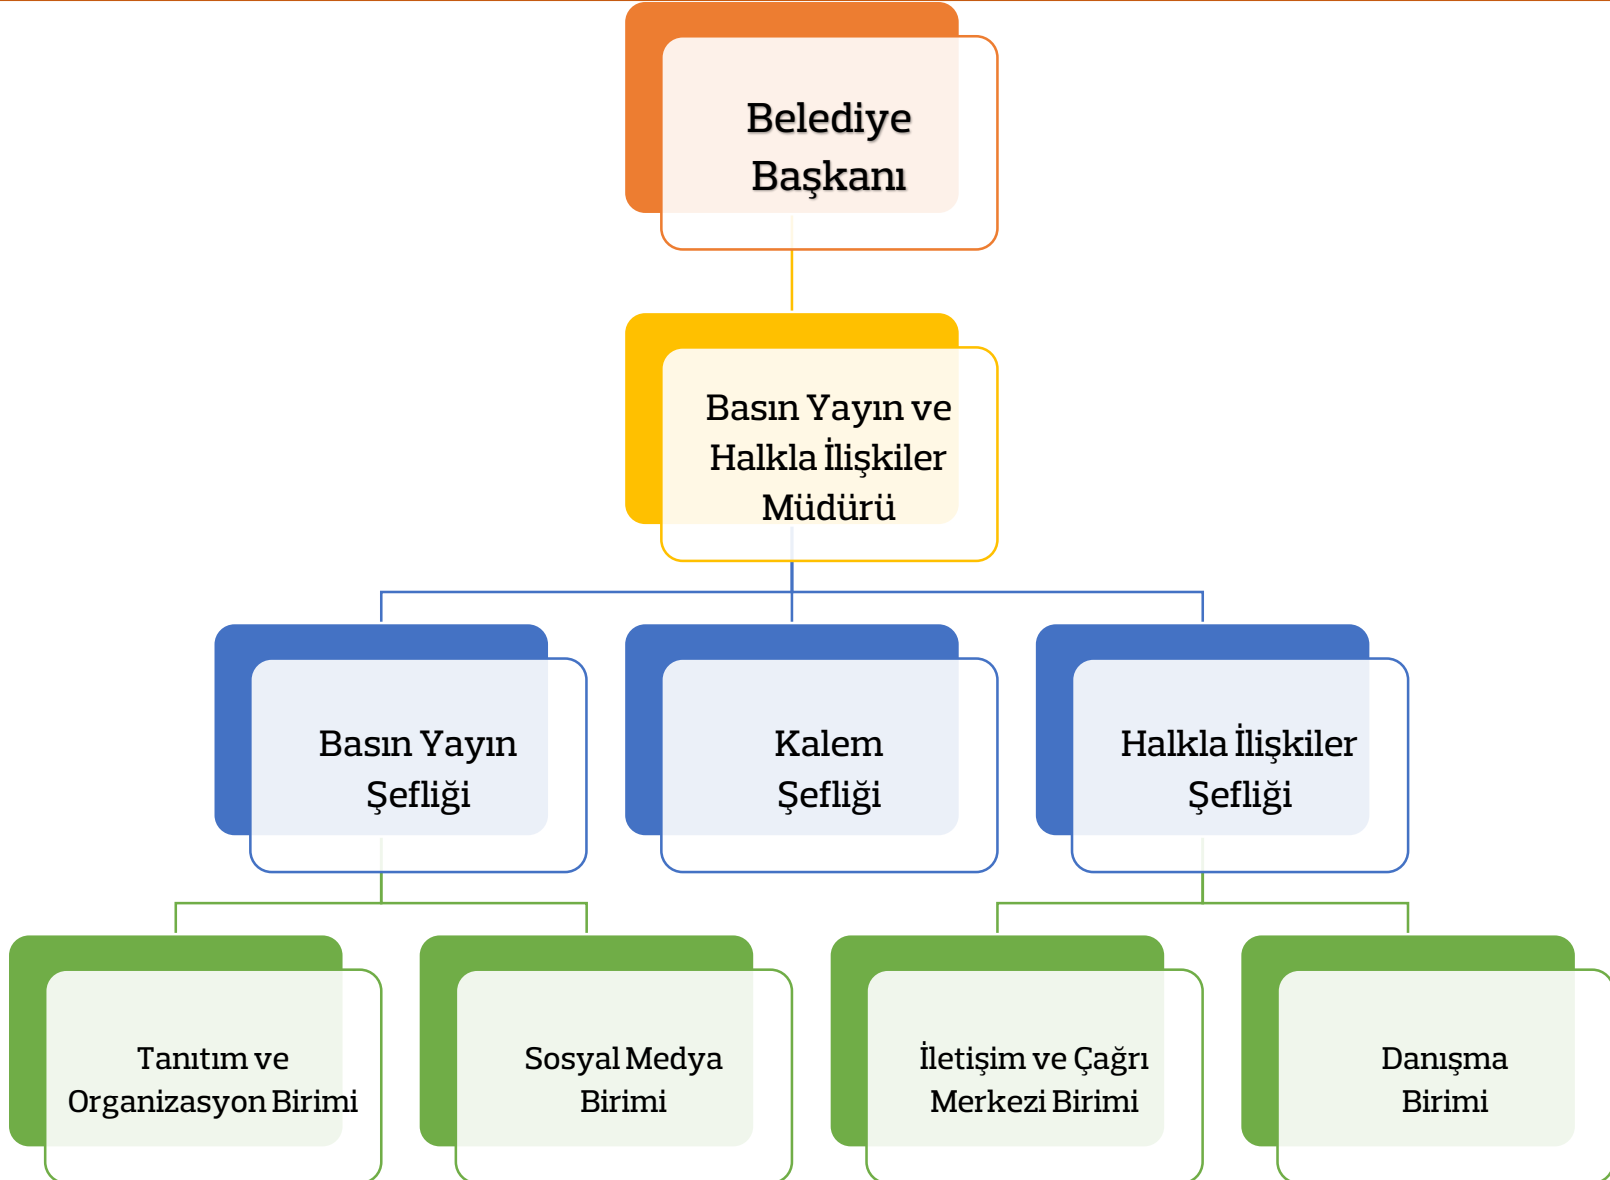 Belediye
Başkanı
Basın Yayın ve
Halkla İlişkiler
Müdürü
Basın Yayın
Şefliği
Kalem
Şefliği
Halkla İlişkiler
Şefliği
Tanıtım ve
Organizasyon Birimi
Sosyal Medya
Birimi
İletişim ve Çağrı
Merkezi Birimi
Danışma
Birimi